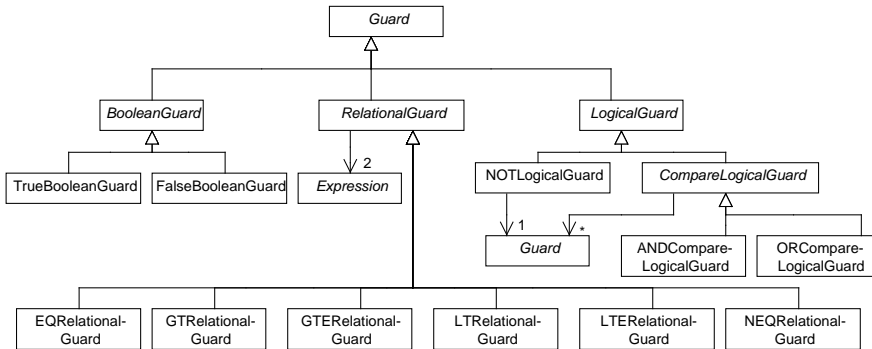 Guard
BooleanGuard
RelationalGuard
LogicalGuard
TrueBooleanGuard
FalseBooleanGuard
2
Expression
NOTLogicalGuard
CompareLogicalGuard
1
*
Guard
ANDCompare-
LogicalGuard
ORCompare-
LogicalGuard
EQRelational-
Guard
GTRelational-
Guard
GTERelational-
Guard
LTRelational-
Guard
LTERelational-
Guard
NEQRelational-
Guard